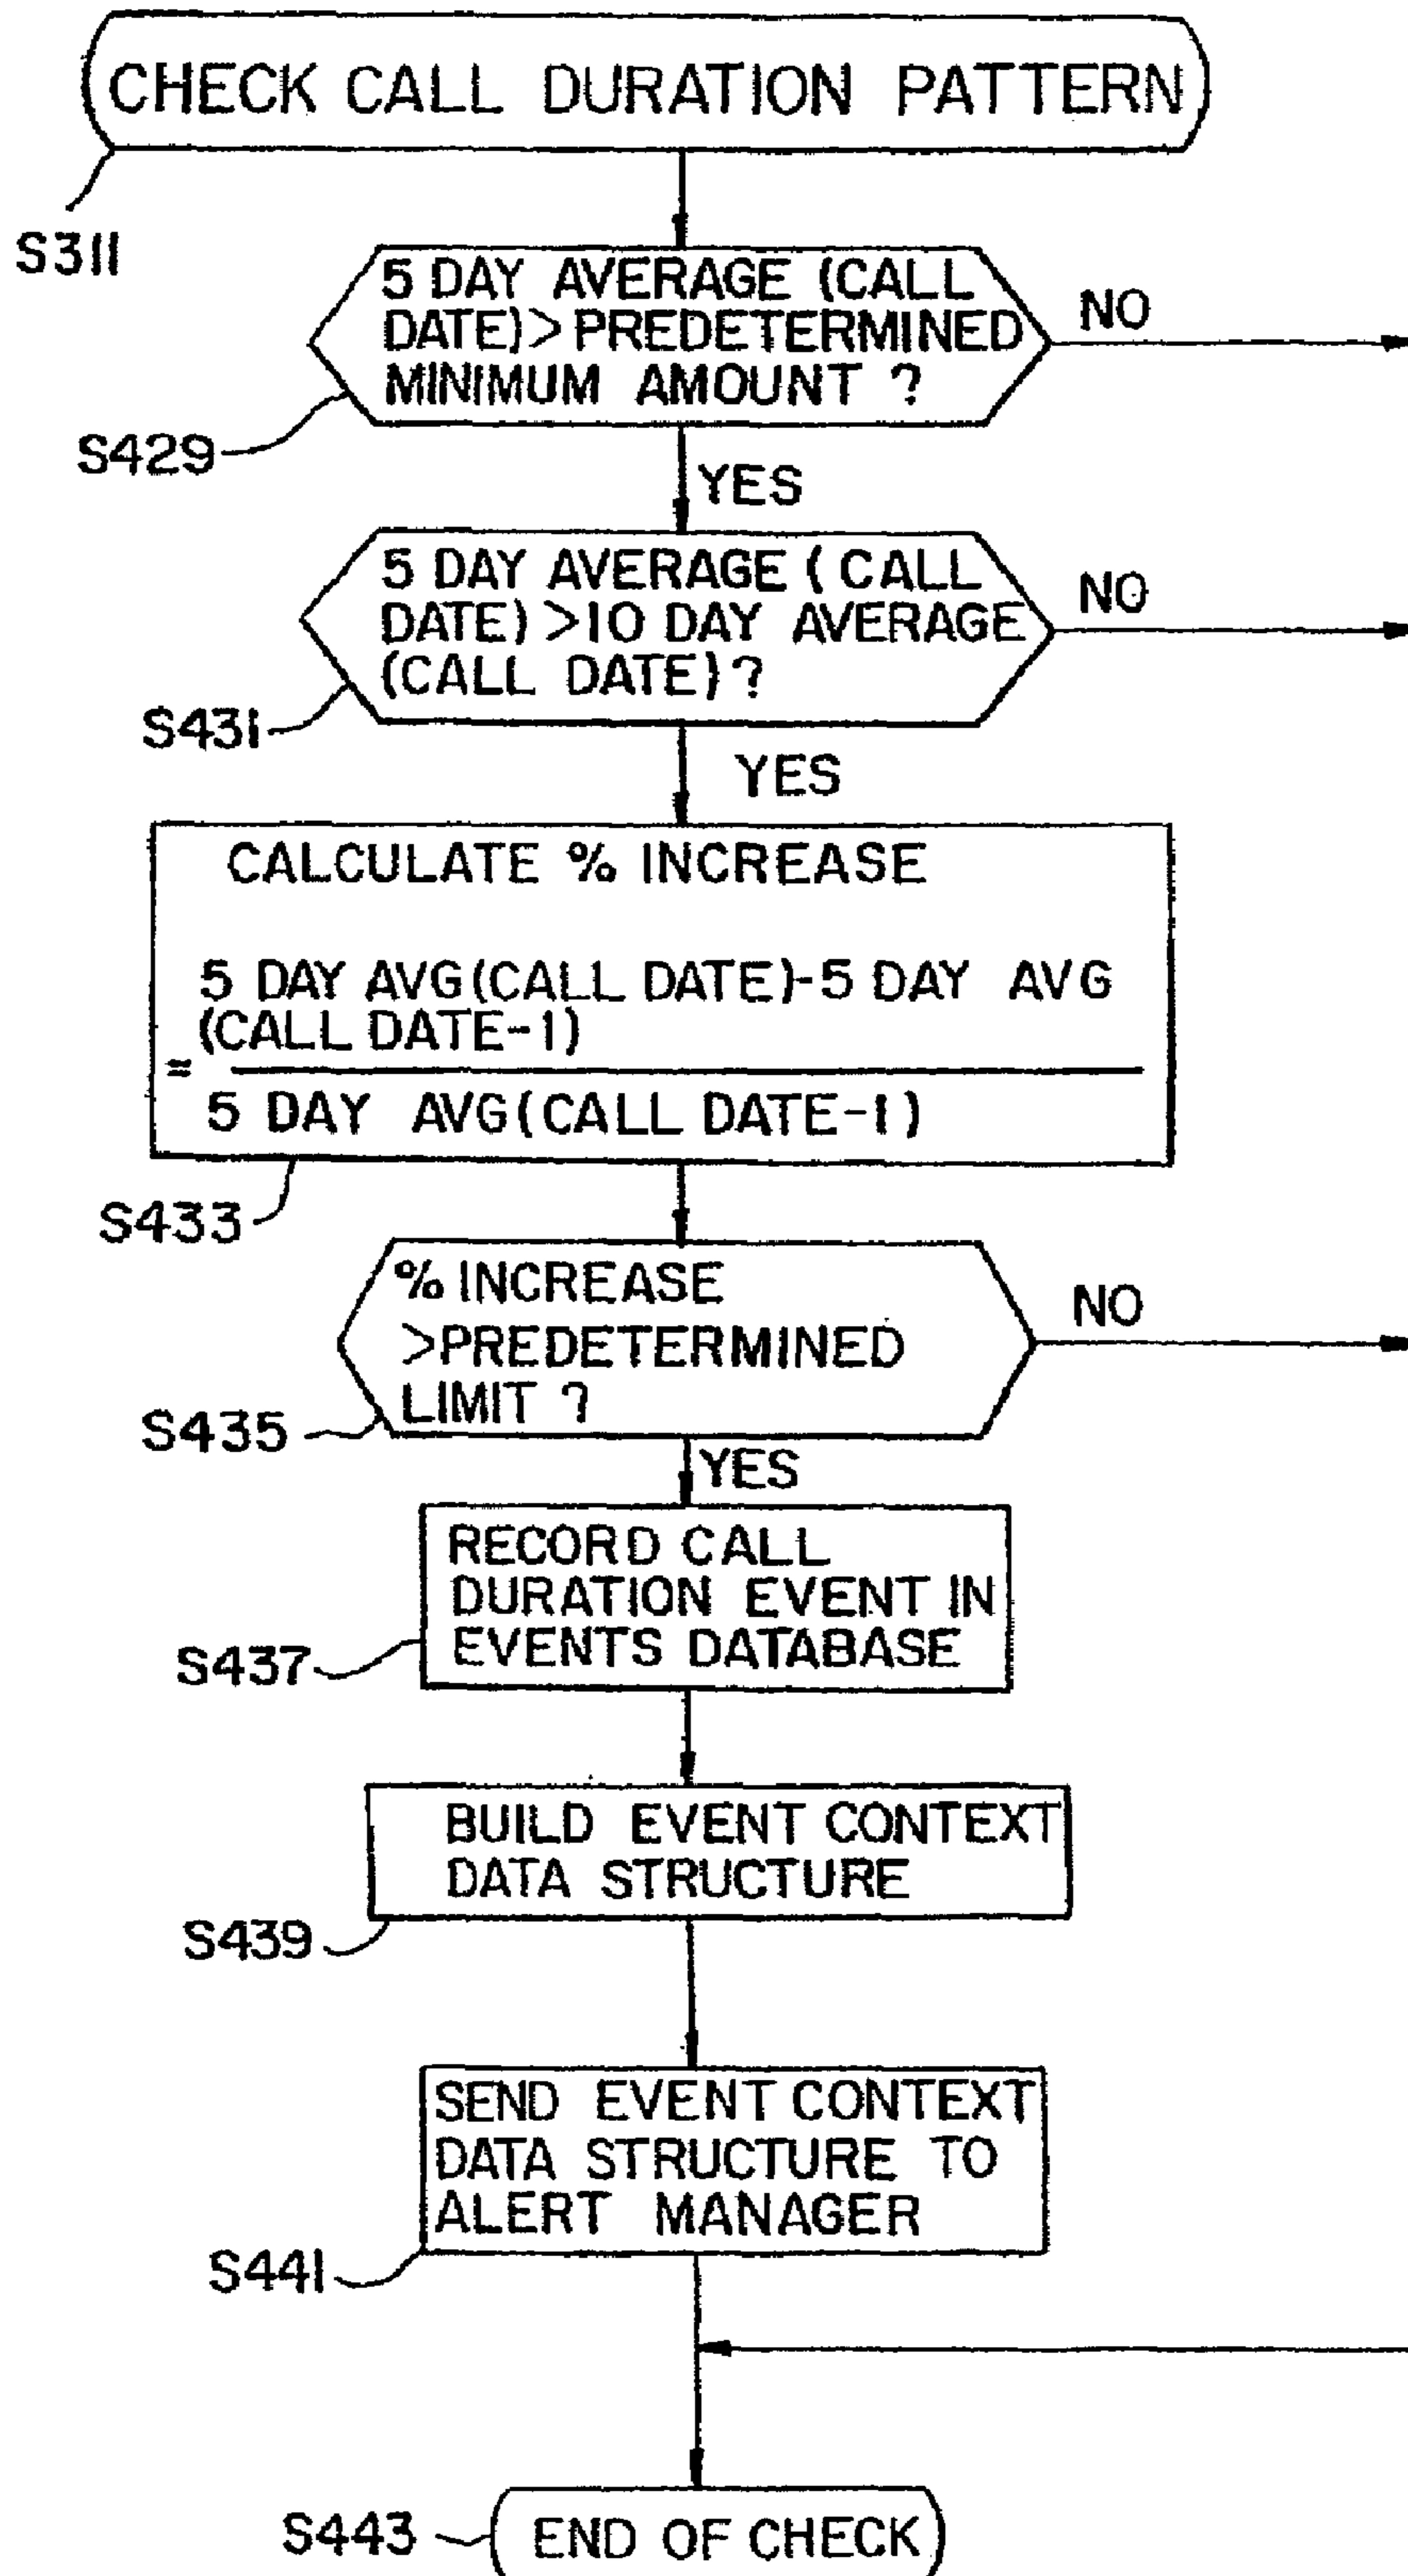 CHECK CALL DURATION PATTERN
S311
5 DAY AVERAGE (CALL
DATE)>PREDETERMINED
MINIMUM AMOUNT ?
NO
S429
YES
5 DAY AVERAGE ( CALL
DATE) >10 DAY AVERAGE
(CALL DATE) ?
NO
S431
YES
CALCULATE % INCREASE
5 DAY AVG(CALL DATE)-5 DAY AVG
(CALL DATE-1)
=
5 DAY AVG(CALL DATE-1)
S433
% INCREASE
>PREDETERMINED
LIMIT ?
NO
S435
YES
RECORD CALL
DURATION EVENT IN
EVENTS DATABASE
S437
BUILD EVENT CONTEXT
DATA STRUCTURE
S439
SEND EVENT CONTEXT
DATA STRUCTURE TO
ALERT MANAGER
S441
S443
END OF CHECK